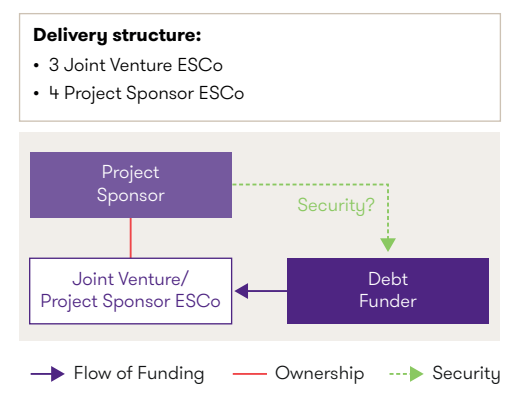 Delivery structure:
• 3 Joint Venture ESCo
• 4 Project Sponsor ESCo
Project
Sponsor
Security?
Joint Venture/
Project Sponsor ESCo
Debt
Funder
Flow of Funding
Ownership
Security